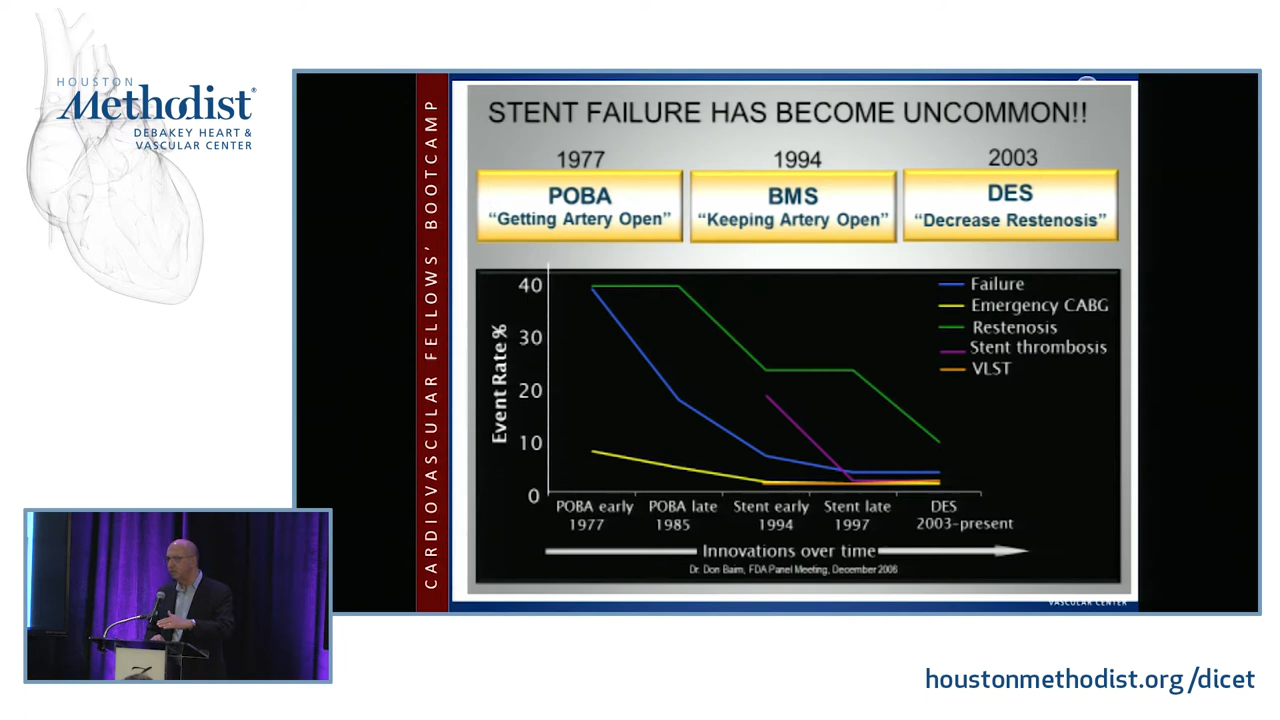 HOUSTON
Methodist®
DEBAKEY HEART &
VASCULAR CENTER
CARDIOVASCULAR FELLOWS' BOOTCAMP
STENT FAILURE HAS BECOME UNCOMMON!!
1977
POBA
“Getting Artery Open”
1994
BMS
“Keeping Artery Open”
2003
DES
“Decrease Restenosis”
Event Rate%
40
30
20
10
0
Failure
Emergency CABG
Restenosis
Stent thrombosis
VLST
POBA early
1977
POBA late
1985
Stent early
1994
Stent late
1997
DES
2003-present
Innovations over time
Dr. Don Baim, FDA Panel Meeting, December 2006
VASCULAR CENTER
houstonmethodist.org/dicet